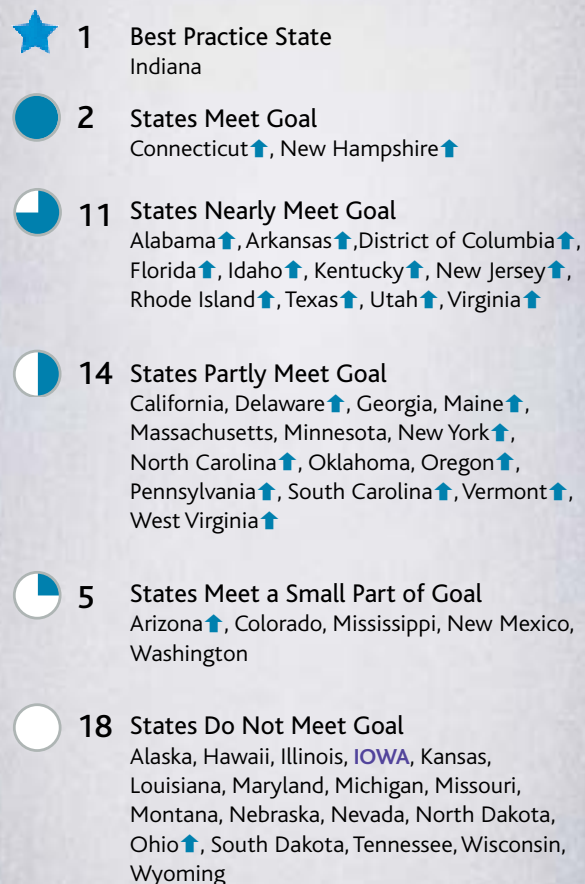 1 Best Practice State
Indiana
2 States Meet Goal
Connecticut⬆, New Hampshire⬆
11 States Nearly Meet Goal
Alabama⬆, Arkansas⬆,District of Columbia⬆,
Florida⬆, Idaho⬆, Kentucky⬆, New Jersey⬆,
Rhode Island⬆, Texas⬆, Utah⬆, Virginia⬆
14 States Partly Meet Goal
California, Delaware⬆, Georgia, Maine⬆,
Massachusetts, Minnesota, New York⬆,
North Carolina⬆, Oklahoma, Oregon⬆,
Pennsylvania⬆, South Carolina⬆, Vermont⬆,
West Virginia⬆
5 States Meet a Small Part of Goal
Arizona⬆, Colorado, Mississippi, New Mexico,
Washington
18 States Do Not Meet Goal
Alaska, Hawaii, Illinois, IOWA, Kansas,
Louisiana, Maryland, Michigan, Missouri,
Montana, Nebraska, Nevada, North Dakota,
Ohio⬆, South Dakota, Tennessee, Wisconsin,
Wyoming